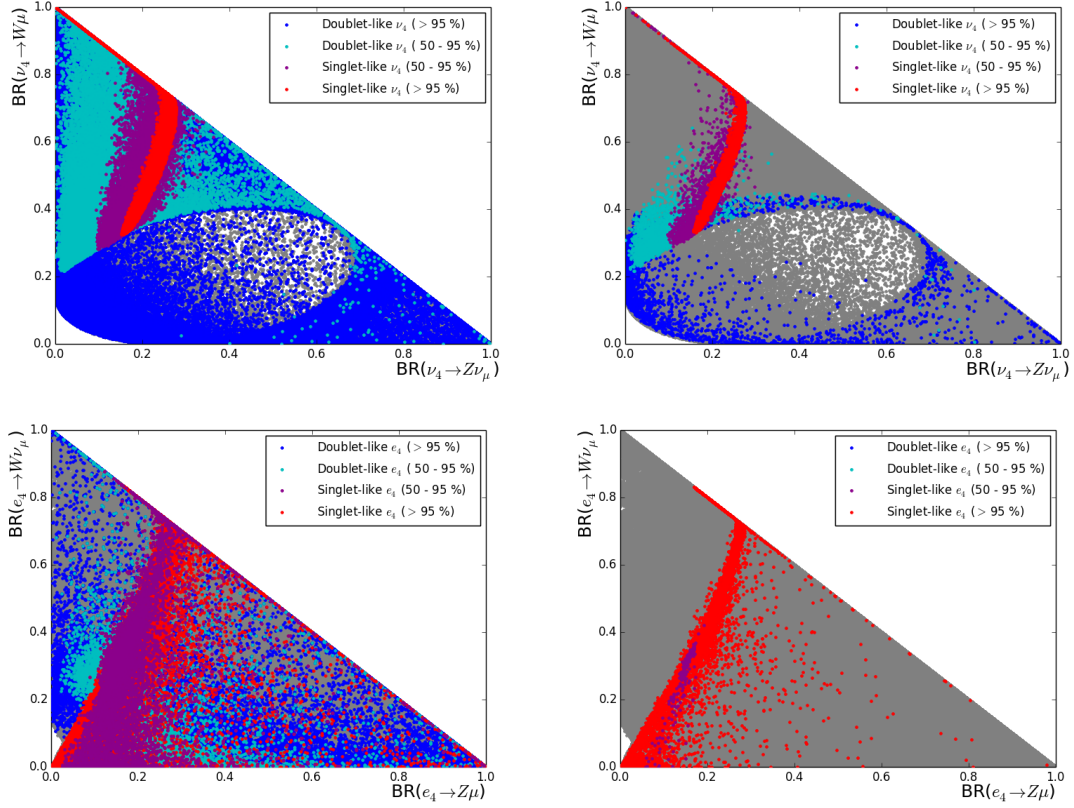 BR(ν₄→Wμ)
1.0
0.8
0.6
0.4
0.2
0.0
0.0 0.2 0.4 0.6 0.8 1.0
BR(ν₄→Zν_μ)
Doublet-like ν₄ (> 95 %)
Doublet-like ν₄ ( 50 - 95 %)
Singlet-like ν₄ (50 - 95 %)
Singlet-like ν₄ (> 95 %)
BR(ν₄→Wμ)
1.0
0.8
0.6
0.4
0.2
0.0
0.0 0.2 0.4 0.6 0.8 1.0
BR(ν₄→Zν_μ)
Doublet-like ν₄ (> 95 %)
Doublet-like ν₄ ( 50 - 95 %)
Singlet-like ν₄ (50 - 95 %)
Singlet-like ν₄ (> 95 %)
BR(e₄→Wν_μ)
1.0
0.8
0.6
0.4
0.2
0.0
0.0 0.2 0.4 0.6 0.8 1.0
BR(e₄→Zμ)
Doublet-like e₄ (> 95 %)
Doublet-like e₄ ( 50 - 95 %)
Singlet-like e₄ (50 - 95 %)
Singlet-like e₄ (> 95 %)
BR(e₄→Wν_μ)
1.0
0.8
0.6
0.4
0.2
0.0
0.0 0.2 0.4 0.6 0.8 1.0
BR(e₄→Zμ)
Doublet-like e₄ (> 95 %)
Doublet-like e₄ ( 50 - 95 %)
Singlet-like e₄ (50 - 95 %)
Singlet-like e₄ (> 95 %)